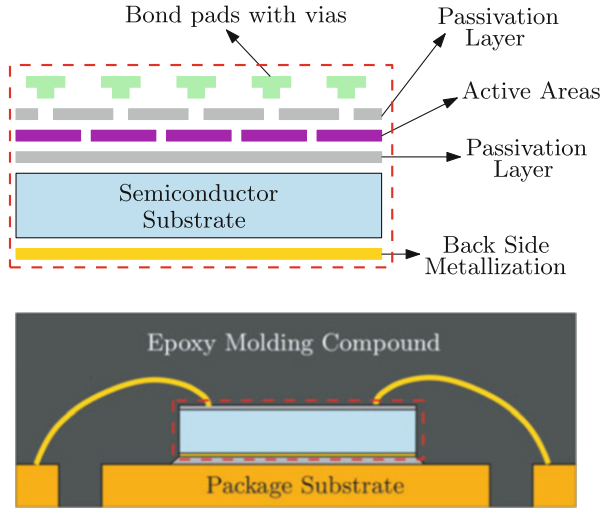 Bond pads with vias
Passivation
Layer
Active Areas
Passivation
Layer
Semiconductor
Substrate
Back Side
Metallization
Epoxy Molding Compound
Package Substrate